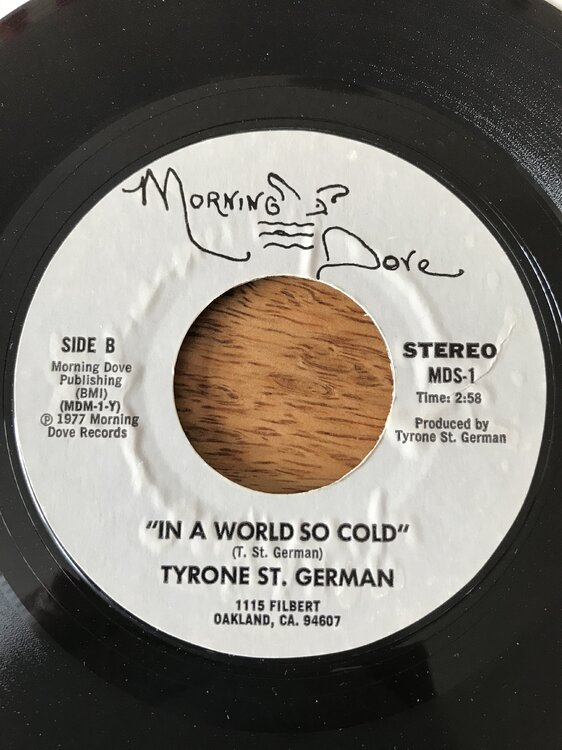 Morning
Dove
SIDE B
Morning Dove
Publishing
(BMI)
(MDM-1-Y)
℗ 1977 Morning
Dove Records
STEREO
MDS-1
Time: 2:58
Produced by
Tyrone St. German
"IN A WORLD SO COLD"
(T. St. German)
TYRONE ST. GERMAN
1115 FILBERT
OAKLAND, CA. 94607